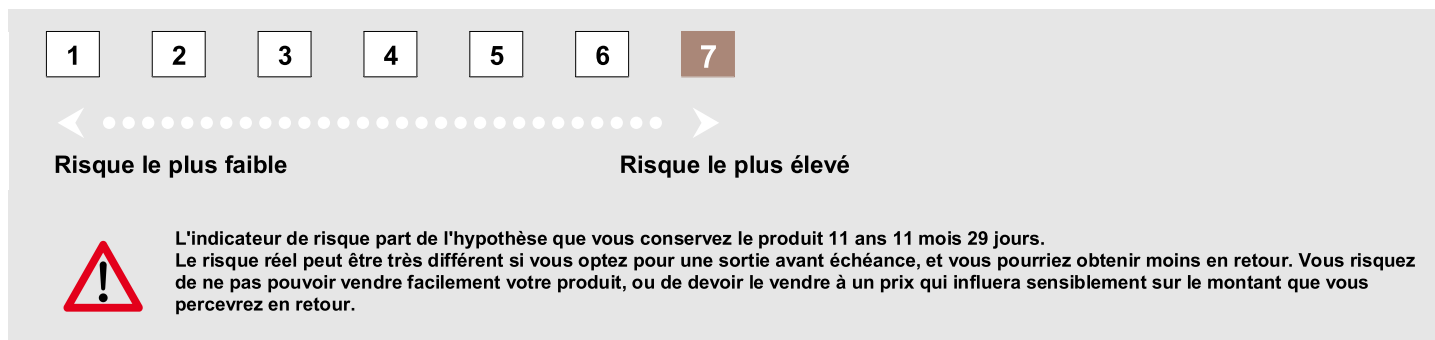 1 2 3 4 5 6 7
Risque le plus faible Risque le plus élevé
L'indicateur de risque part de l'hypothèse que vous conservez le produit 11 ans 11 mois 29 jours.
Le risque réel peut être très différent si vous optez pour une sortie avant échéance, et vous pourriez obtenir moins en retour. Vous risquez
de ne pas pouvoir vendre facilement votre produit, ou de devoir le vendre à un prix qui influera sensiblement sur le montant que vous
percevrez en retour.